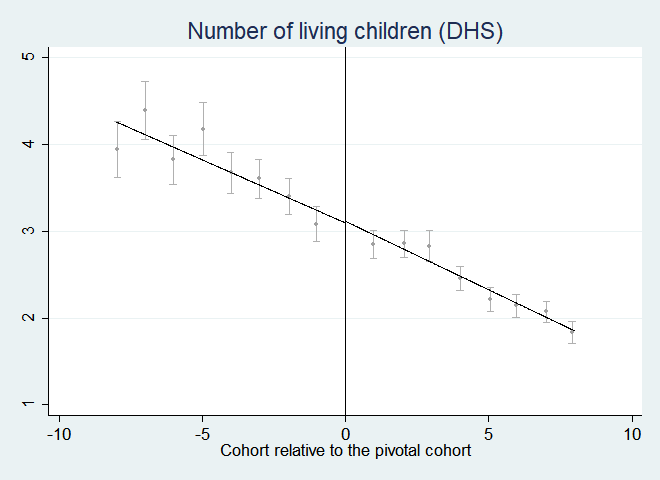 Number of living children (DHS)
5
4
3
2
1
-10 -5 0 5 10
Cohort relative to the pivotal cohort